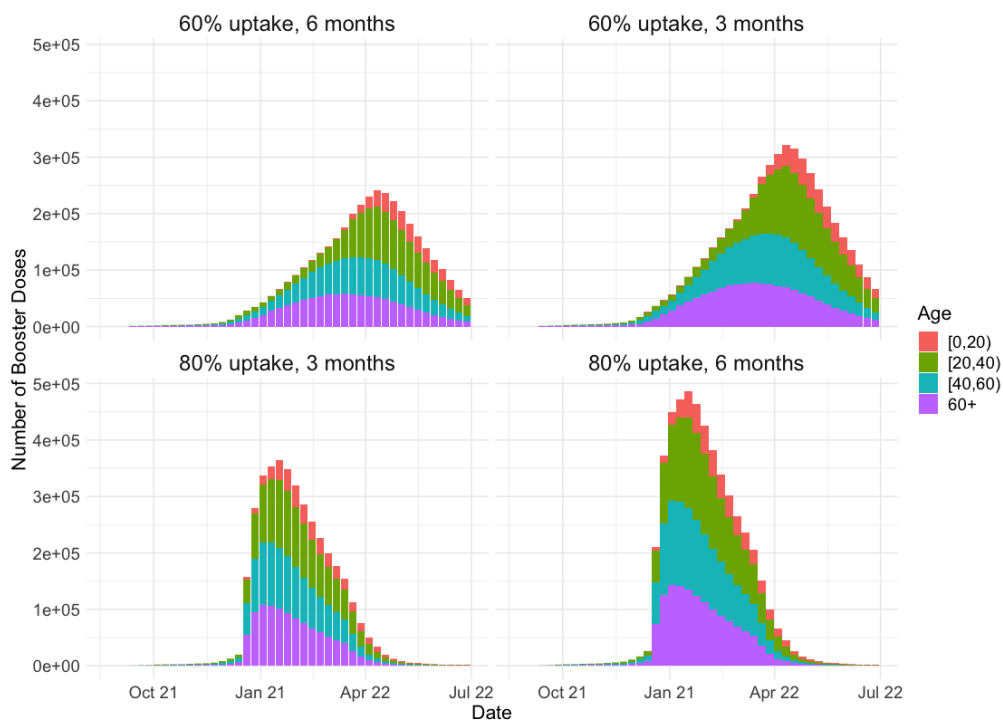 60% uptake, 6 months
60% uptake, 3 months
5e+05
4e+05
3e+05
2e+05
1e+05
0e+00
80% uptake, 3 months
80% uptake, 6 months
5e+05
4e+05
3e+05
2e+05
1e+05
0e+00
Number of Booster Doses
Oct 21
Jan 21
Apr 22
Jul 22
Oct 21
Jan 21
Apr 22
Jul 22
Date
Age
[0,20)
[20,40)
[40,60)
60+